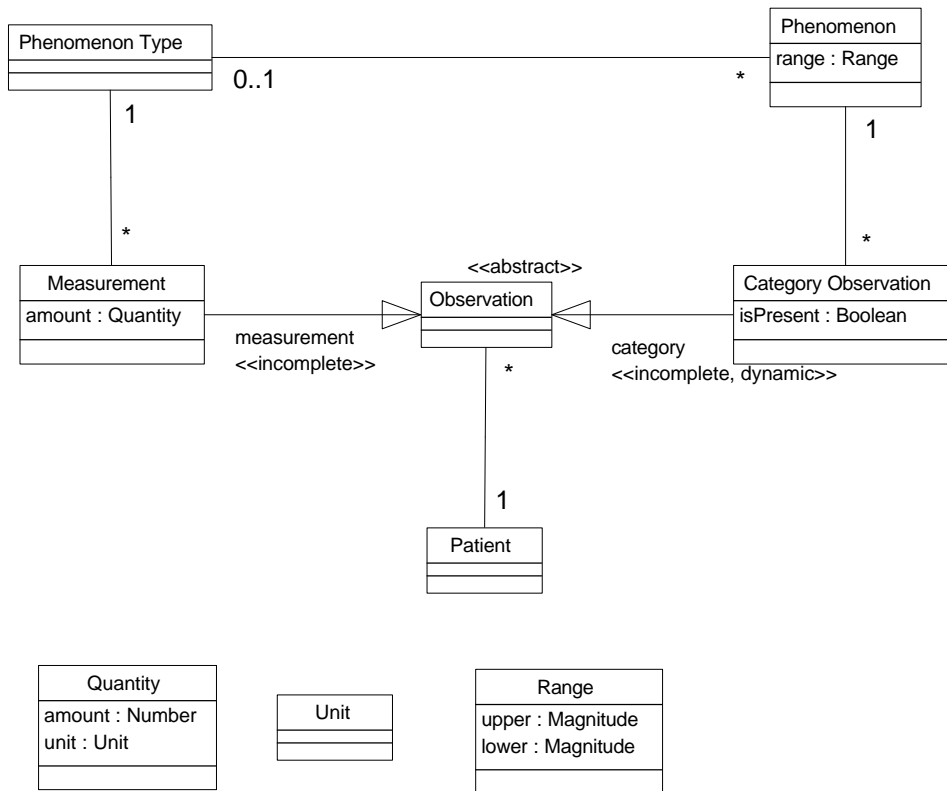 Phenomenon Type
Phenomenon
range : Range
0..1
*
1
1
*
*
Measurement
amount : Quantity
<<abstract>>
Observation
Category Observation
isPresent : Boolean
measurement
<<incomplete>>
category
<<incomplete, dynamic>>
*
1
Patient
Quantity
amount : Number
unit : Unit
Unit
Range
upper : Magnitude
lower : Magnitude